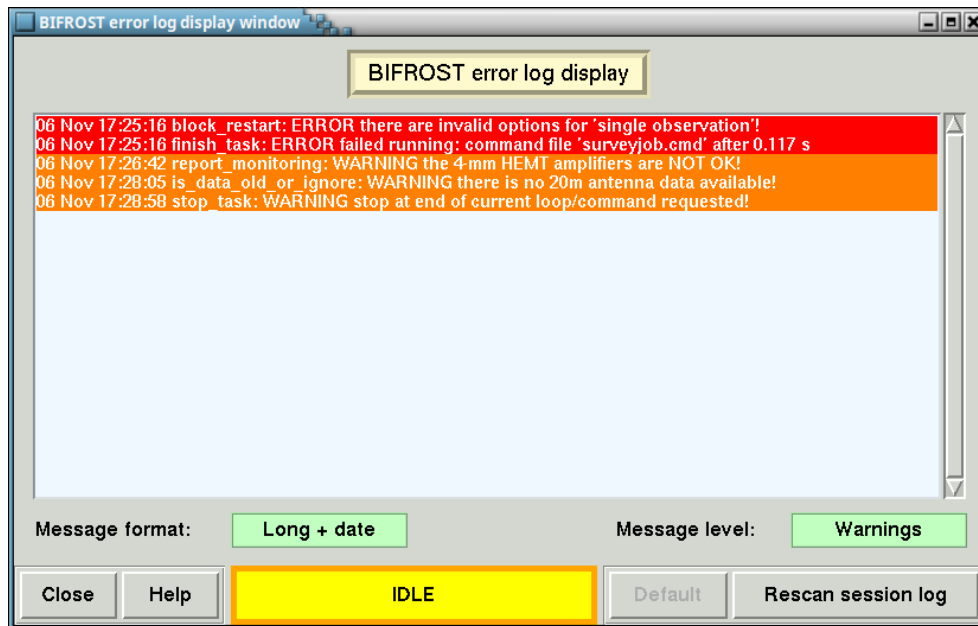 BIFROST error log display window
BIFROST error log display
06 Nov 17:25:16 block_restart: ERROR there are invalid options for 'single observation'!
06 Nov 17:25:16 finish_task: ERROR failed running: command file 'surveyjob.cmd' after 0.117 s
06 Nov 17:26:42 report_monitoring: WARNING the 4-mm HEMT amplifiers are NOT OK!
06 Nov 17:28:05 is_data_old_or_ignore: WARNING there is no 20m antenna data available!
06 Nov 17:28:58 stop_task: WARNING stop at end of current loop/command requested!
Message format: Long + date Message level: Warnings
Close Help IDLE Default Rescan session log